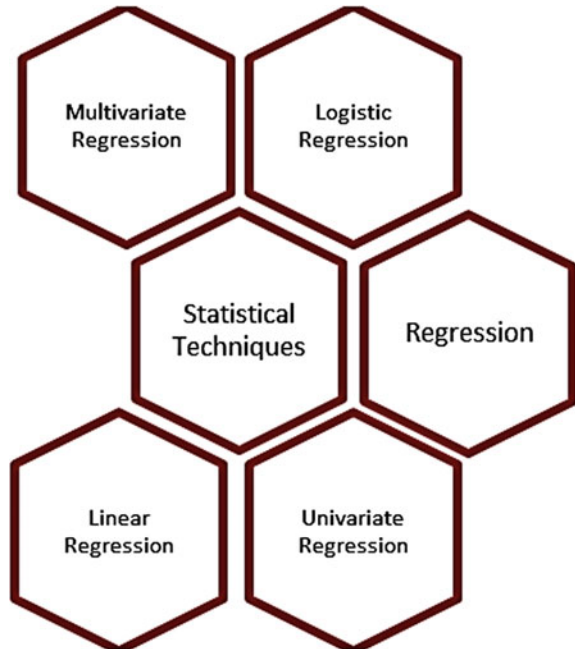 Multivariate
Regression
Logistic
Regression
Statistical
Techniques
Regression
Linear
Regression
Univariate
Regression